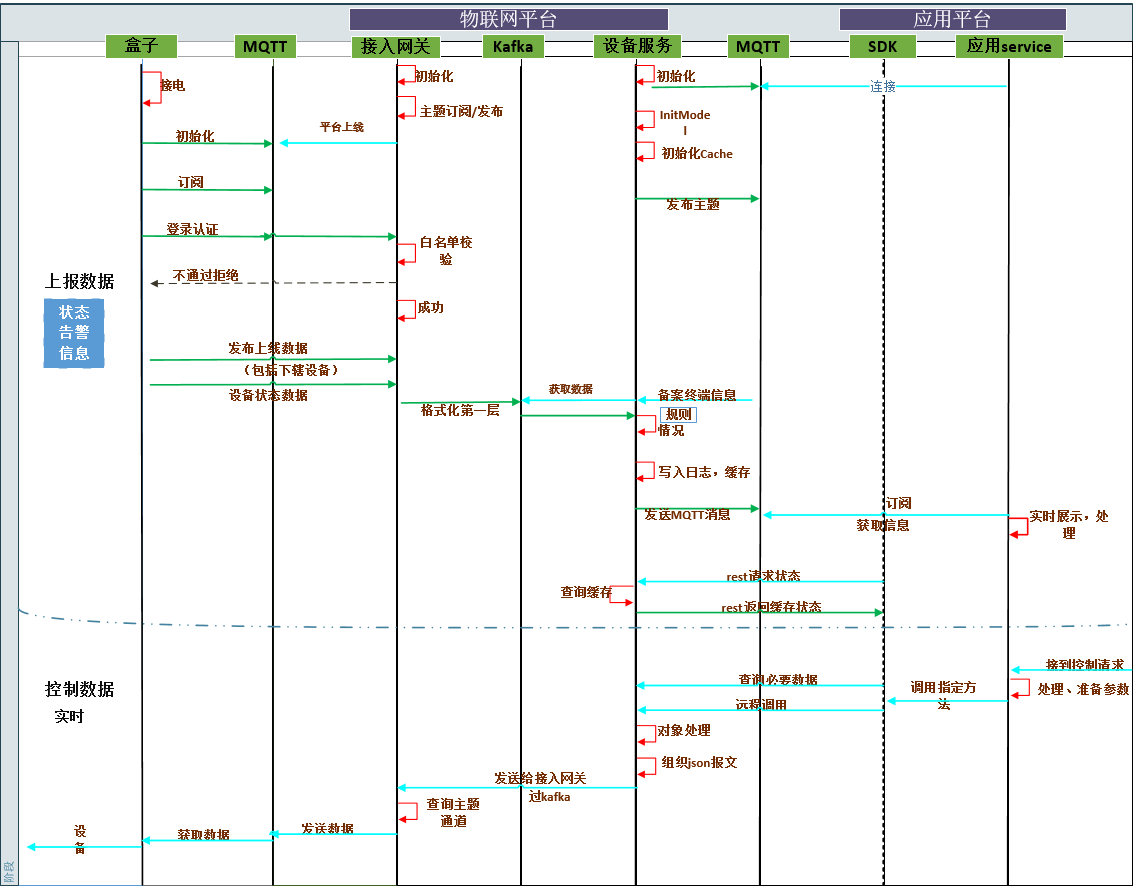 物联网平台
应用平台
盒子
MQTT
接入网关
Kafka
设备服务
MQTT
SDK
应用service
初始化
初始化
接电
连接
主题订阅/发布
InitMode
l
平台上线
初始化
初始化Cache
订阅
发布主题
登录认证
白名单校
验
不通过拒绝
上报数据
状态
告警
信息
成功
发布上线数据
（包括下辖设备）
设备状态数据
获取数据
备案终端信息
格式化第一层
规则
情况
写入日志，缓存
订阅
发送MQTT消息
获取信息
实时展示，处
理
rest请求状态
查询缓存
rest返回缓存状态
接到控制请求
查询必要数据
调用指定方
法
处理、准备参数
控制数据
实时
远程调用
对象处理
组织json报文
发送给接入网关
过kafka
查询主题
通道
发送数据
获取数据
设
备
阶段